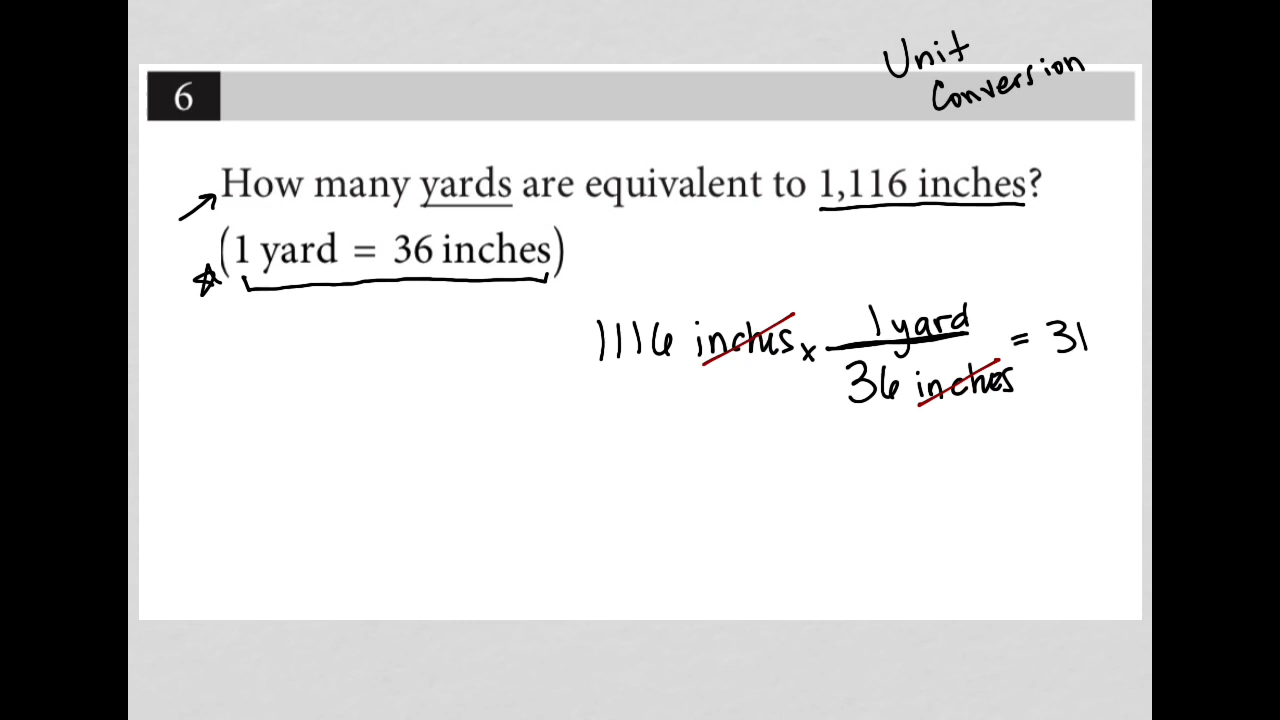 Unit
Conversion
6
How many yards are equivalent to 1,116 inches?
(1 yard = 36 inches)
1116 inches x 1 yard = 31
36 inches